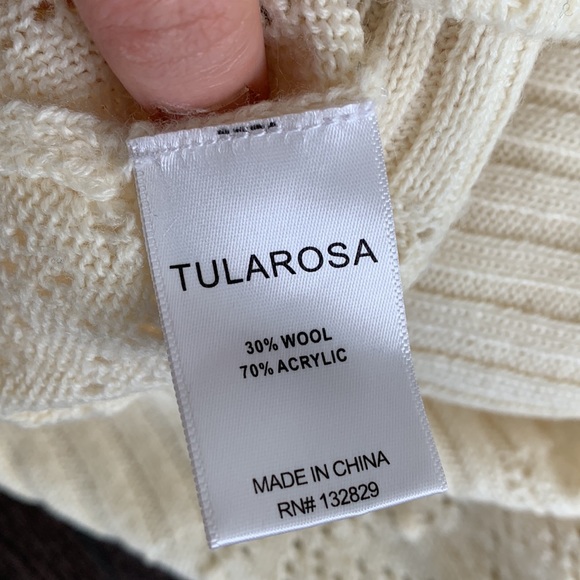 TULAROSA
30% WOOL
70% ACRYLIC
MADE IN CHINA
RN# 132829